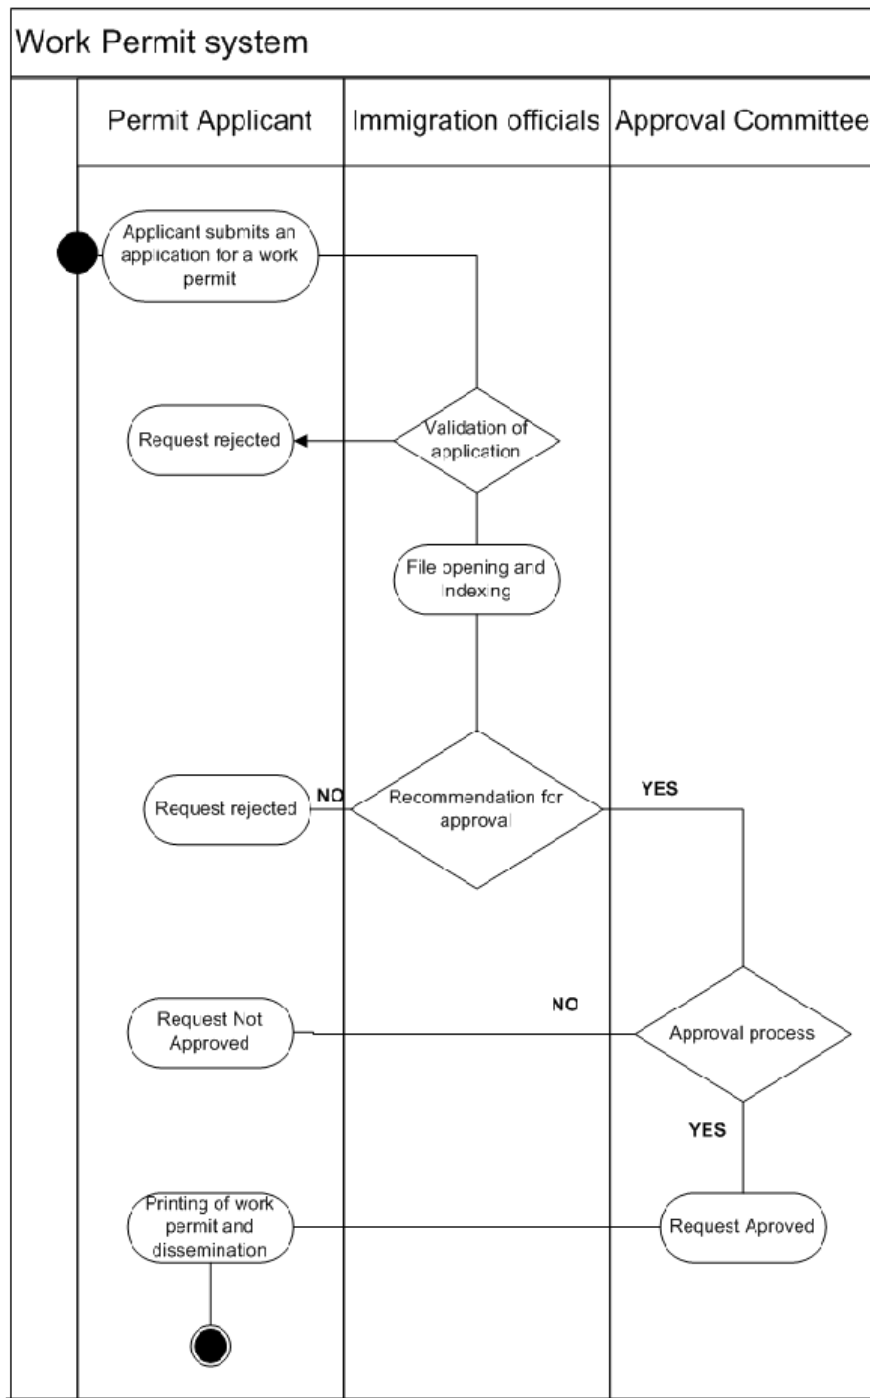 Work Permit system
Permit Applicant
Immigration officials
Approval Committee
Applicant submits an
application for a work
permit
Request rejected
Validation of
application
File opening and
Indexing
Request rejected
NO
Recommendation for
approval
YES
Request Not
Approved
NO
Approval process
YES
Printing of work
permit and
dissemination
Request Aproved